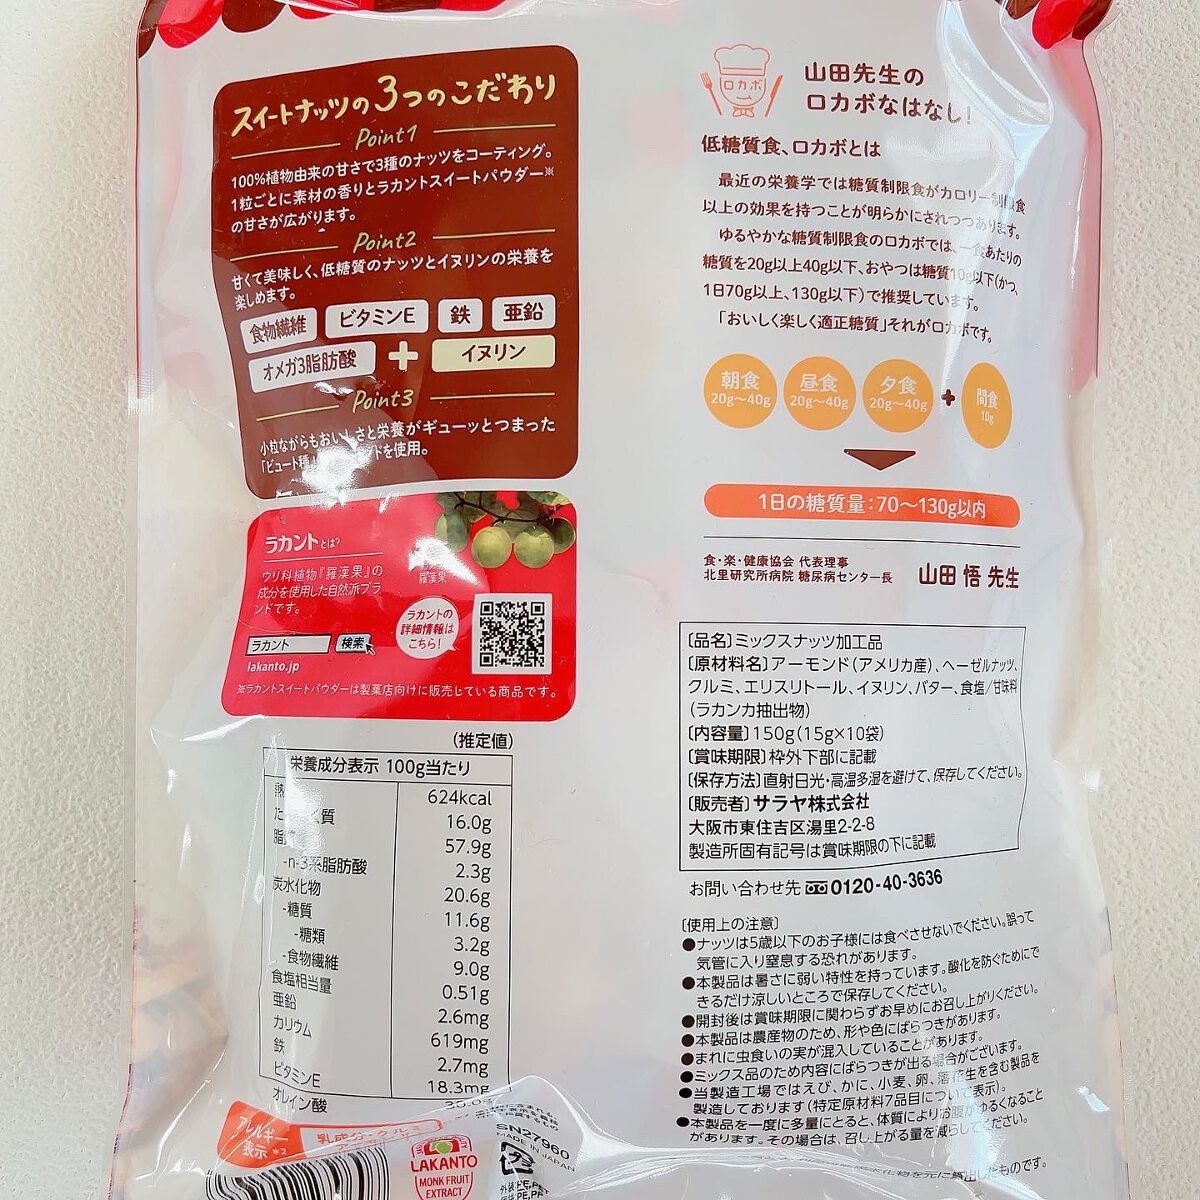 スイートナッツの3つのこだわり
Point1
100%植物由来の甘さで3種のナッツをコーティング。
1粒ごとに素材の香りとラカントスイートパウダー※
の甘さが広がります。
Point2
甘くて美味しく、低糖質のナッツとイヌリンの栄養を
楽しめます。
食物繊維 ビタミンE 鉄 亜鉛
オメガ3脂肪酸 + イヌリン
Point3
小粒ながらもおいしさと栄養がギューッとつまった
「ビュート種」 を使用。
ラカントとは?
ウリ科植物『羅漢果』の
成分を使用した自然派ブラ
ンドです。
羅漢果
ラカントの
詳細情報は
こちら!
ラカント 検索
lakanto.jp
※ラカントスイートパウダーは製菓店向けに販売している商品です。
(推定値)
栄養成分表示 100g当たり
熱 624kcal
た 質 16.0g
脂 57.9g
-n-3系脂肪酸 2.3g
炭水化物 20.6g
-糖質 11.6g
-糖類 3.2g
-食物繊維 9.0g
食塩相当量 0.51g
亜鉛 2.6mg
カリウム 619mg
鉄 2.7mg
ビタミンE 18.3mg
オレイン酸
アレルギー
表示※2
乳成分・クルミ
LAKANTO
MONK FRUIT
EXTRACT
SN27960
MADE IN JAPAN
プラ
ロカボ
山田先生の
ロカボなはなし!
低糖質食、ロカボとは
最近の栄養学では糖質制限食がカロリー制限食
以上の効果を持つことが明らかにされつつあります。
ゆるやかな糖質制限食のロカボでは、一食あたりの
糖質を20g以上40g以下、おやつは糖質10g以下(かつ、
1日70g以上、130g以下)で推奨しています。
「おいしく楽しく適正糖質」それがロカボです。
朝食 20g〜40g 昼食 20g〜40g 夕食 20g〜40g + 間食 10g
1日の糖質量:70〜130g以内
食・楽・健康協会 代表理事
北里研究所病院 糖尿病センター長 山田 悟 先生
〔品名〕ミックスナッツ加工品
〔原材料名〕アーモンド(アメリカ産)、ヘーゼルナッツ、
クルミ、エリスリトール、イヌリン、バター、食塩/甘味料
(ラカンカ抽出物)
〔内容量〕150g(15g×10袋)
〔賞味期限〕枠外下部に記載
〔保存方法〕直射日光・高温多湿を避けて、保存してください。
〔販売者〕サラヤ株式会社
大阪市東住吉区湯里2-2-8
製造所固有記号は賞味期限の下に記載
お問い合わせ先 0120-40-3636
〔使用上の注意〕
●ナッツは5歳以下のお子様には食べさせないでください。誤って
気管に入り窒息する恐れがあります。
●本製品は暑さに弱い特性を持っています。酸化を防ぐためにで
きるだけ涼しいところで保存してください。
●開封後は賞味期限に関わらずお早めにお召し上がりください。
●本製品は農産物のため、形や色にばらつきがあります。
●まれに虫食いの実が混入していることがあります。
●ミックス品のため内容にばらつきが出る場合がございます。
●当製造工場ではえび、かに、小麦、卵、落花生を含む製品を
製造しております(特定原材料7品目について表示)。
●本製品を一度に多量にとると、体質によりお腹がゆるくなること
があります。その場合は、召し上がる量を減らしてください。